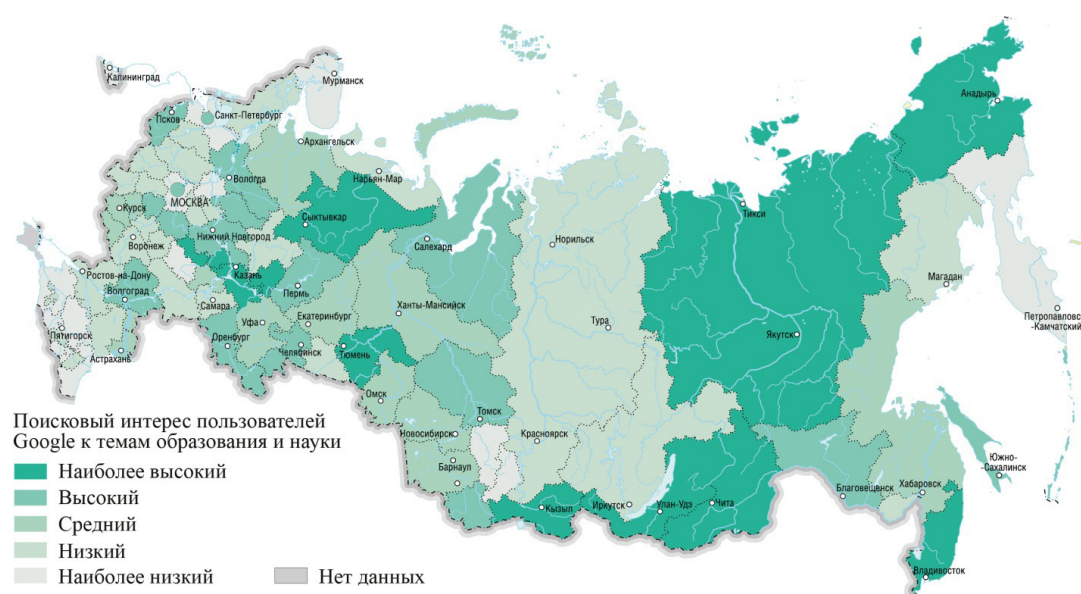 Калининград
Мурманск
Санкт-Петербург
Псков
Анадырь
Архангельск
Вологда
Нарьян-Мар
МОСКВА
Курск
Сыктывкар
Тикси
Нижний Новгород
Воронеж
Салехард
Норильск
Казань
Ростов-на-Дону
Волгоград
Пермь
Магадан
Самара
Ханты-Мансийск
Екатеринбург
Уфа
Тура
Петропавловск
-Камчатский
Пятигорск
Оренбург
Якутск
Челябинск
Тюмень
Астрахань
Омск
Томск
Поисковый интерес пользователей
Google к темам образования и науки
Новосибирск
Красноярск
Южно-
Сахалинск
Барнаул
Наиболее высокий
Благовещенск
Хабаровск
Высокий
Кызыл
Иркутск
Улан-Удэ
Чита
Средний
Низкий
Владивосток
Наиболее низкий
Нет данных